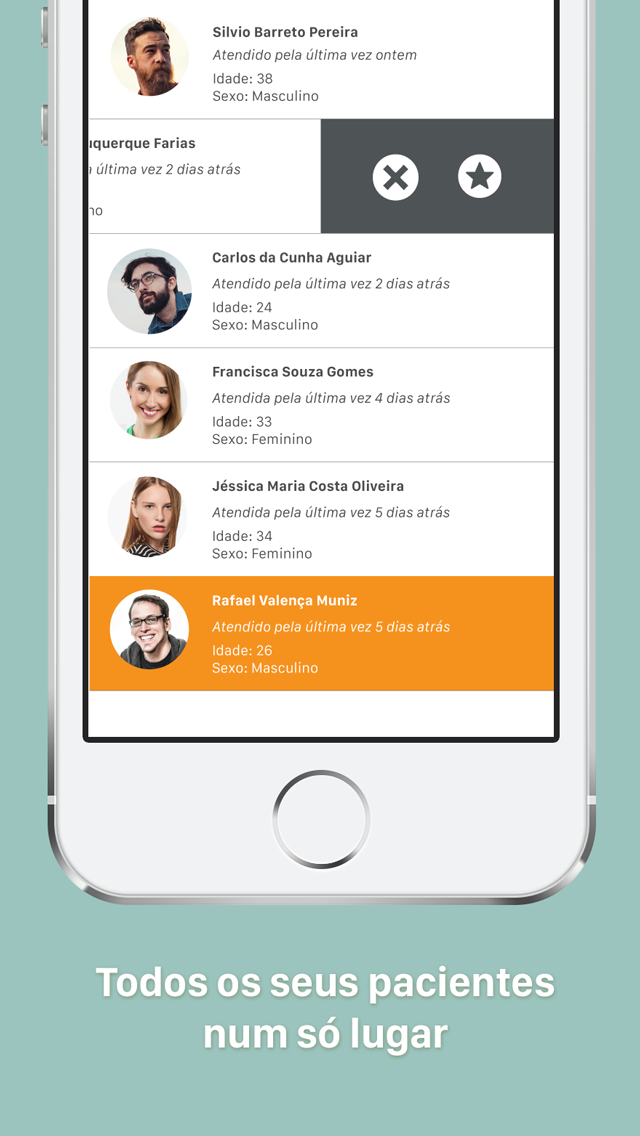 Silvio Barreto Pereira
Atendido pela última vez ontem
Idade: 38
Sexo: Masculino
Farias
última vez 2 dias atrás
Carlos da Cunha Aguiar
Atendido pela última vez 2 dias atrás
Idade: 24
Sexo: Masculino
Francisca Souza Gomes
Atendida pela última vez 4 dias atrás
Idade: 33
Sexo: Feminino
Jéssica Maria Costa Oliveira
Atendida pela última vez 5 dias atrás
Idade: 34
Sexo: Feminino
Rafael Valença Muniz
Atendido pela última vez 5 dias atrás
Idade: 26
Sexo: Masculino
Todos os seus pacientes
num só lugar